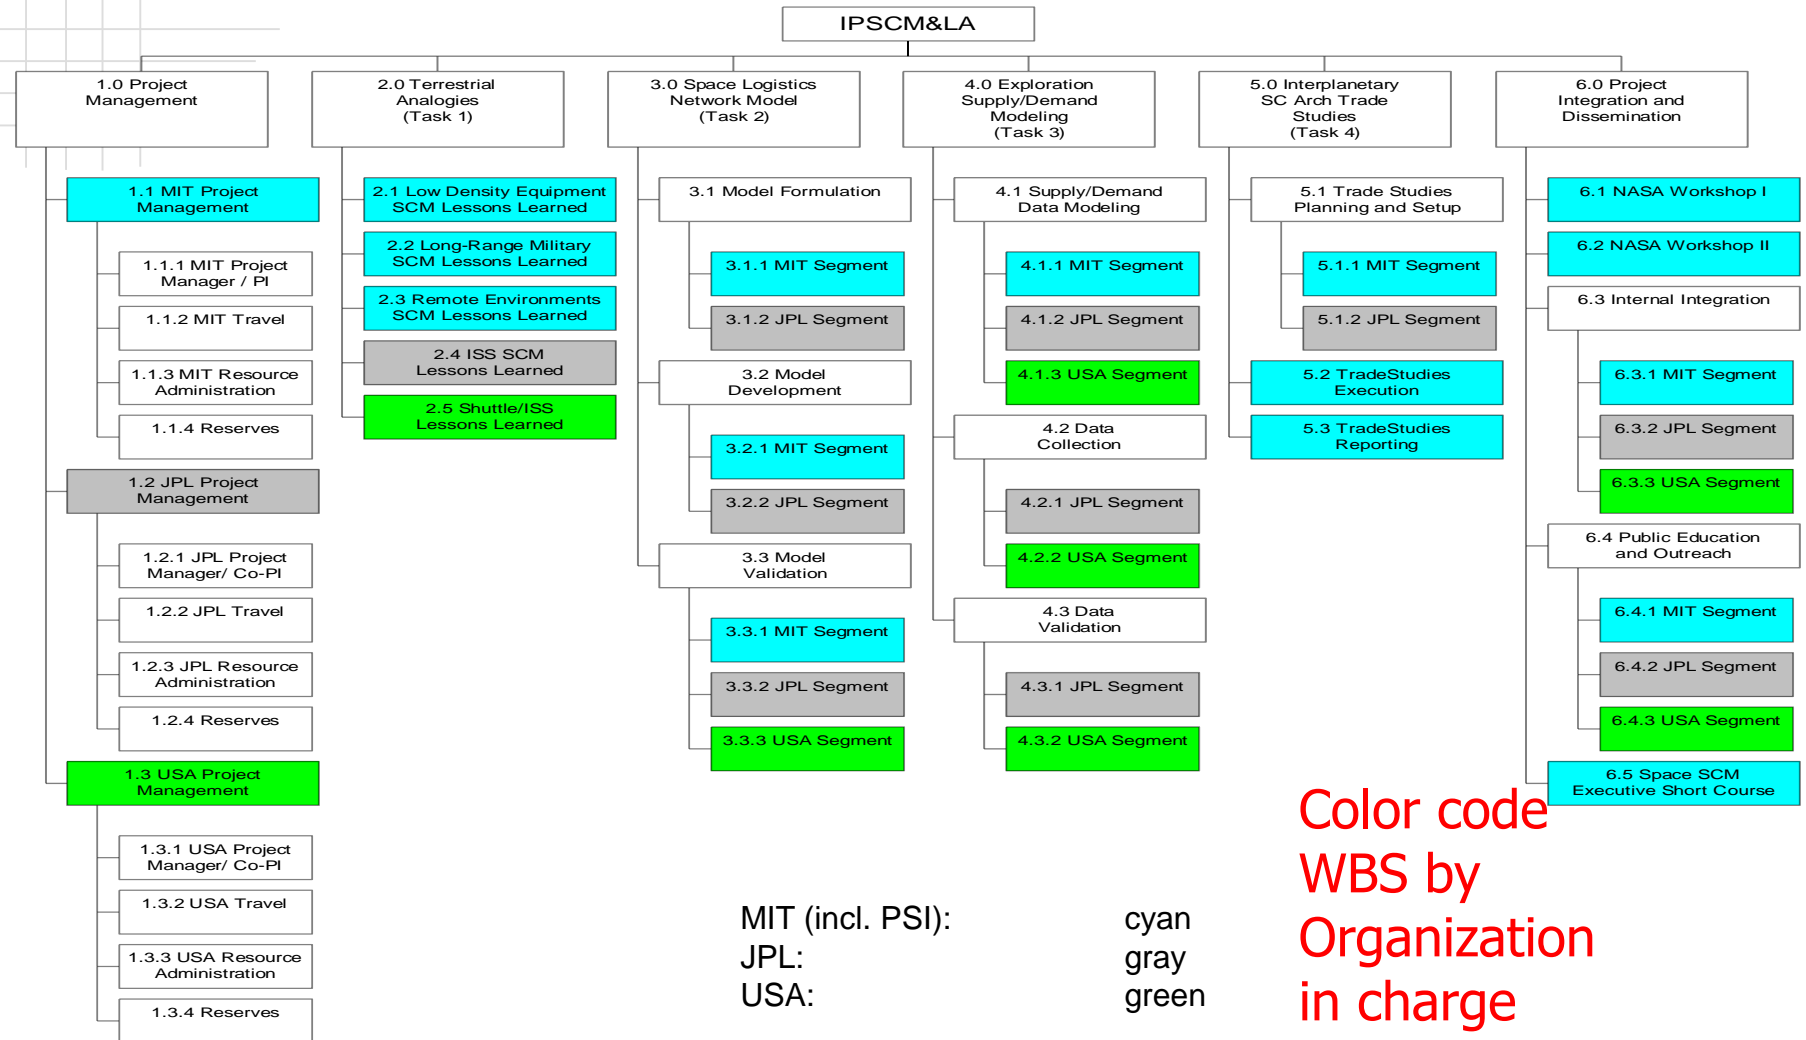 IPSCM&LA
1.0 Project
Management
1.1 MIT Project
Management
1.1.1 MIT Project
Manager / PI
1.1.2 MIT Travel
1.1.3 MIT Resource
Administration
1.1.4 Reserves
1.2 JPL Project
Management
1.2.1 JPL Project
Manager/ Co-PI
1.2.2 JPL Travel
1.2.3 JPL Resource
Administration
1.2.4 Reserves
1.3 USA Project
Management
1.3.1 USA Project
Manager/ Co-PI
1.3.2 USA Travel
1.3.3 USA Resource
Administration
1.3.4 Reserves
2.0 Terrestrial
Analogies
(Task 1)
2.1 Low Density Equipment
SCM Lessons Learned
2.2 Long-Range Military
SCM Lessons Learned
2.3 Remote Environments
SCM Lessons Learned
2.4 ISS SCM
Lessons Learned
2.5 Shuttle/ISS
Lessons Learned
3.0 Space Logistics
Network Model
(Task 2)
3.1 Model Formulation
3.1.1 MIT Segment
3.1.2 JPL Segment
3.2 Model
Development
3.2.1 MIT Segment
3.2.2 JPL Segment
3.3 Model
Validation
3.3.1 MIT Segment
3.3.2 JPL Segment
3.3.3 USA Segment
4.0 Exploration
Supply/Demand
Modeling
(Task 3)
4.1 Supply/Demand
Data Modeling
4.1.1 MIT Segment
4.1.2 JPL Segment
4.1.3 USA Segment
4.2 Data
Collection
4.2.1 JPL Segment
4.2.2 USA Segment
4.3 Data
Validation
4.3.1 JPL Segment
4.3.2 USA Segment
5.0 Interplanetary
SC Arch Trade
Studies
(Task 4)
5.1 Trade Studies
Planning and Setup
5.1.1 MIT Segment
5.1.2 JPL Segment
5.2 TradeStudies
Execution
5.3 TradeStudies
Reporting
6.0 Project
Integration and
Dissemination
6.1 NASA Workshop I
6.2 NASA Workshop II
6.3 Internal Integration
6.3.1 MIT Segment
6.3.2 JPL Segment
6.3.3 USA Segment
6.4 Public Education
and Outreach
6.4.1 MIT Segment
6.4.2 JPL Segment
6.4.3 USA Segment
6.5 Space SCM
Executive Short Course
MIT (incl. PSI): cyan
JPL: gray
USA: green
Color code
WBS by
Organization
in charge